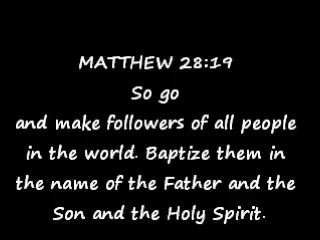 MATTHEW 28:19
So go
and make followers of all people
in the world. Baptize them in
the name of the Father and the
Son and the Holy Spirit.